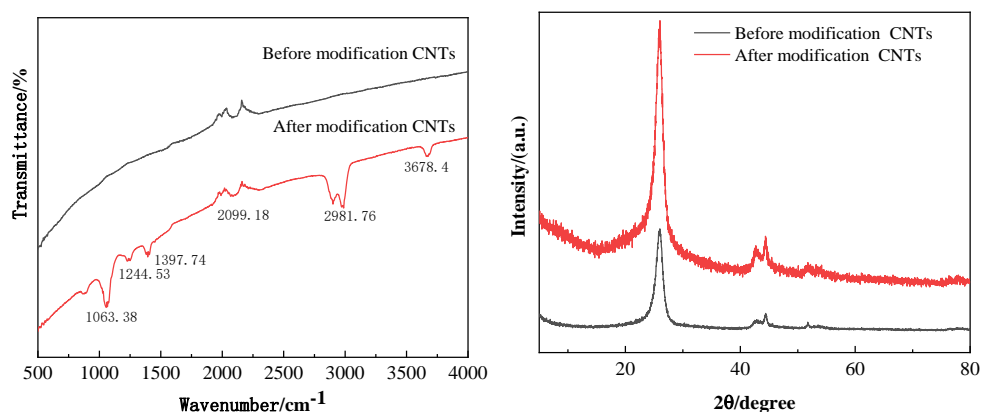 Before modification CNTs
After modification CNTs
3678.4
2099.18
2981.76
1397.74
1244.53
1063.38
500 1000 1500 2000 2500 3000 3500 4000
Wavenumber/cm-1
Transmittance/%
Before modification CNTs
After modification CNTs
20 40 60 80
2θ/degree
Intensity/(a.u.)